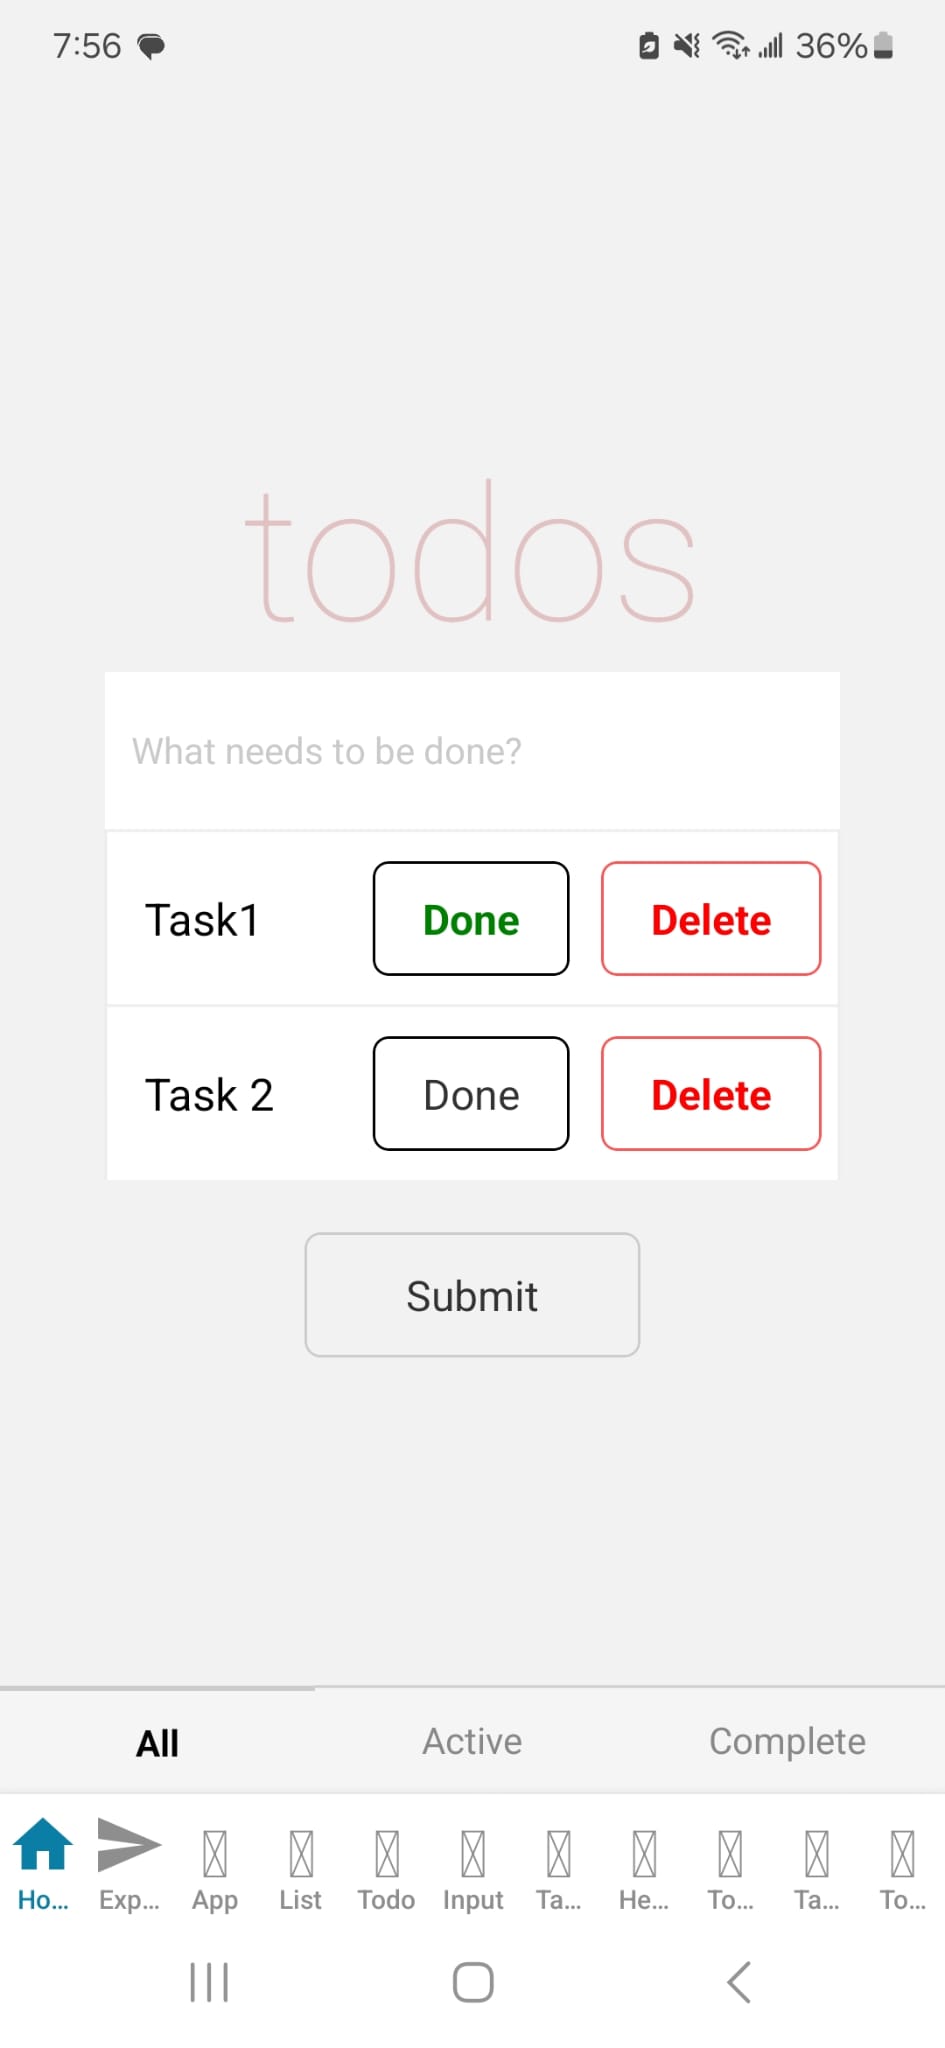 7:56 36%
todos
What needs to be done?
Task1 Done Delete
Task 2 Done Delete
Submit
All Active Complete
Ho... Exp... App List Todo Input Ta... He... To... Ta... To...